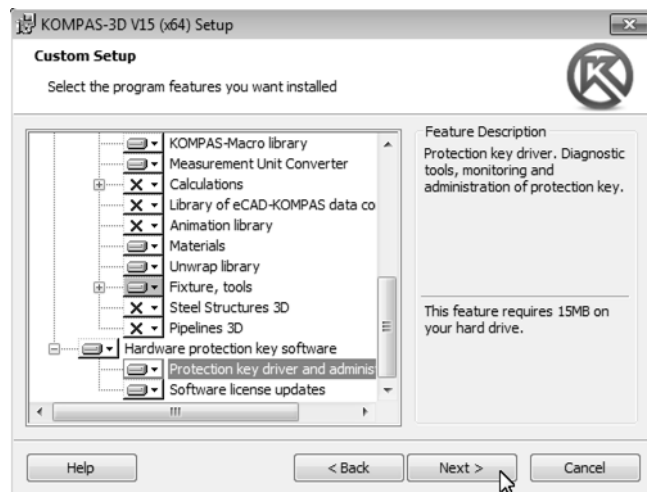 KOMPAS-3D V15 (x64) Setup
Custom Setup
Select the program features you want installed
KOMPAS-Macro library
Measurement Unit Converter
Calculations
Library of eCAD-KOMPAS data co
Animation library
Materials
Unwrap library
Fixture, tools
Steel Structures 3D
Pipelines 3D
Hardware protection key software
Protection key driver and adminis
Software license updates
Feature Description
Protection key driver. Diagnostic
tools, monitoring and
administration of protection key.
This feature requires 15MB on
your hard drive.
Help
< Back
Next >
Cancel